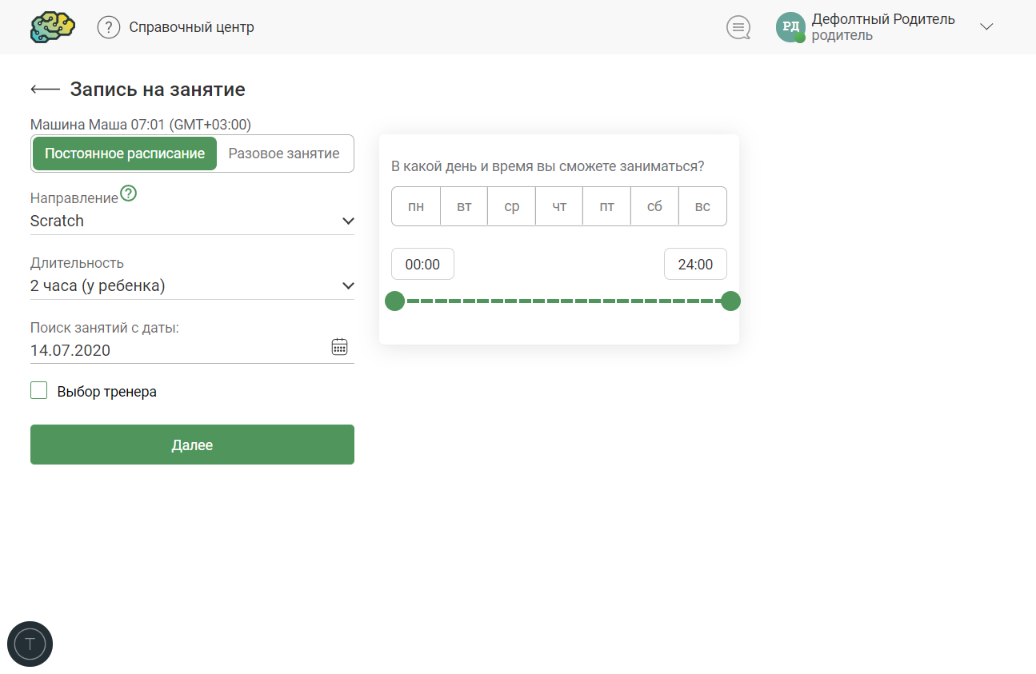 ? Справочный центр
РД Дефолтный Родитель
родитель
Запись на занятие
Машина Маша 07:01 (GMT+03:00)
Постоянное расписание Разовое занятие
Направление ?
Scratch
Длительность
2 часа (у ребенка)
Поиск занятий с даты:
14.07.2020
Выбор тренера
Далее
В какой день и время вы сможете заниматься?
пн вт ср чт пт сб вс
00:00 24:00
T